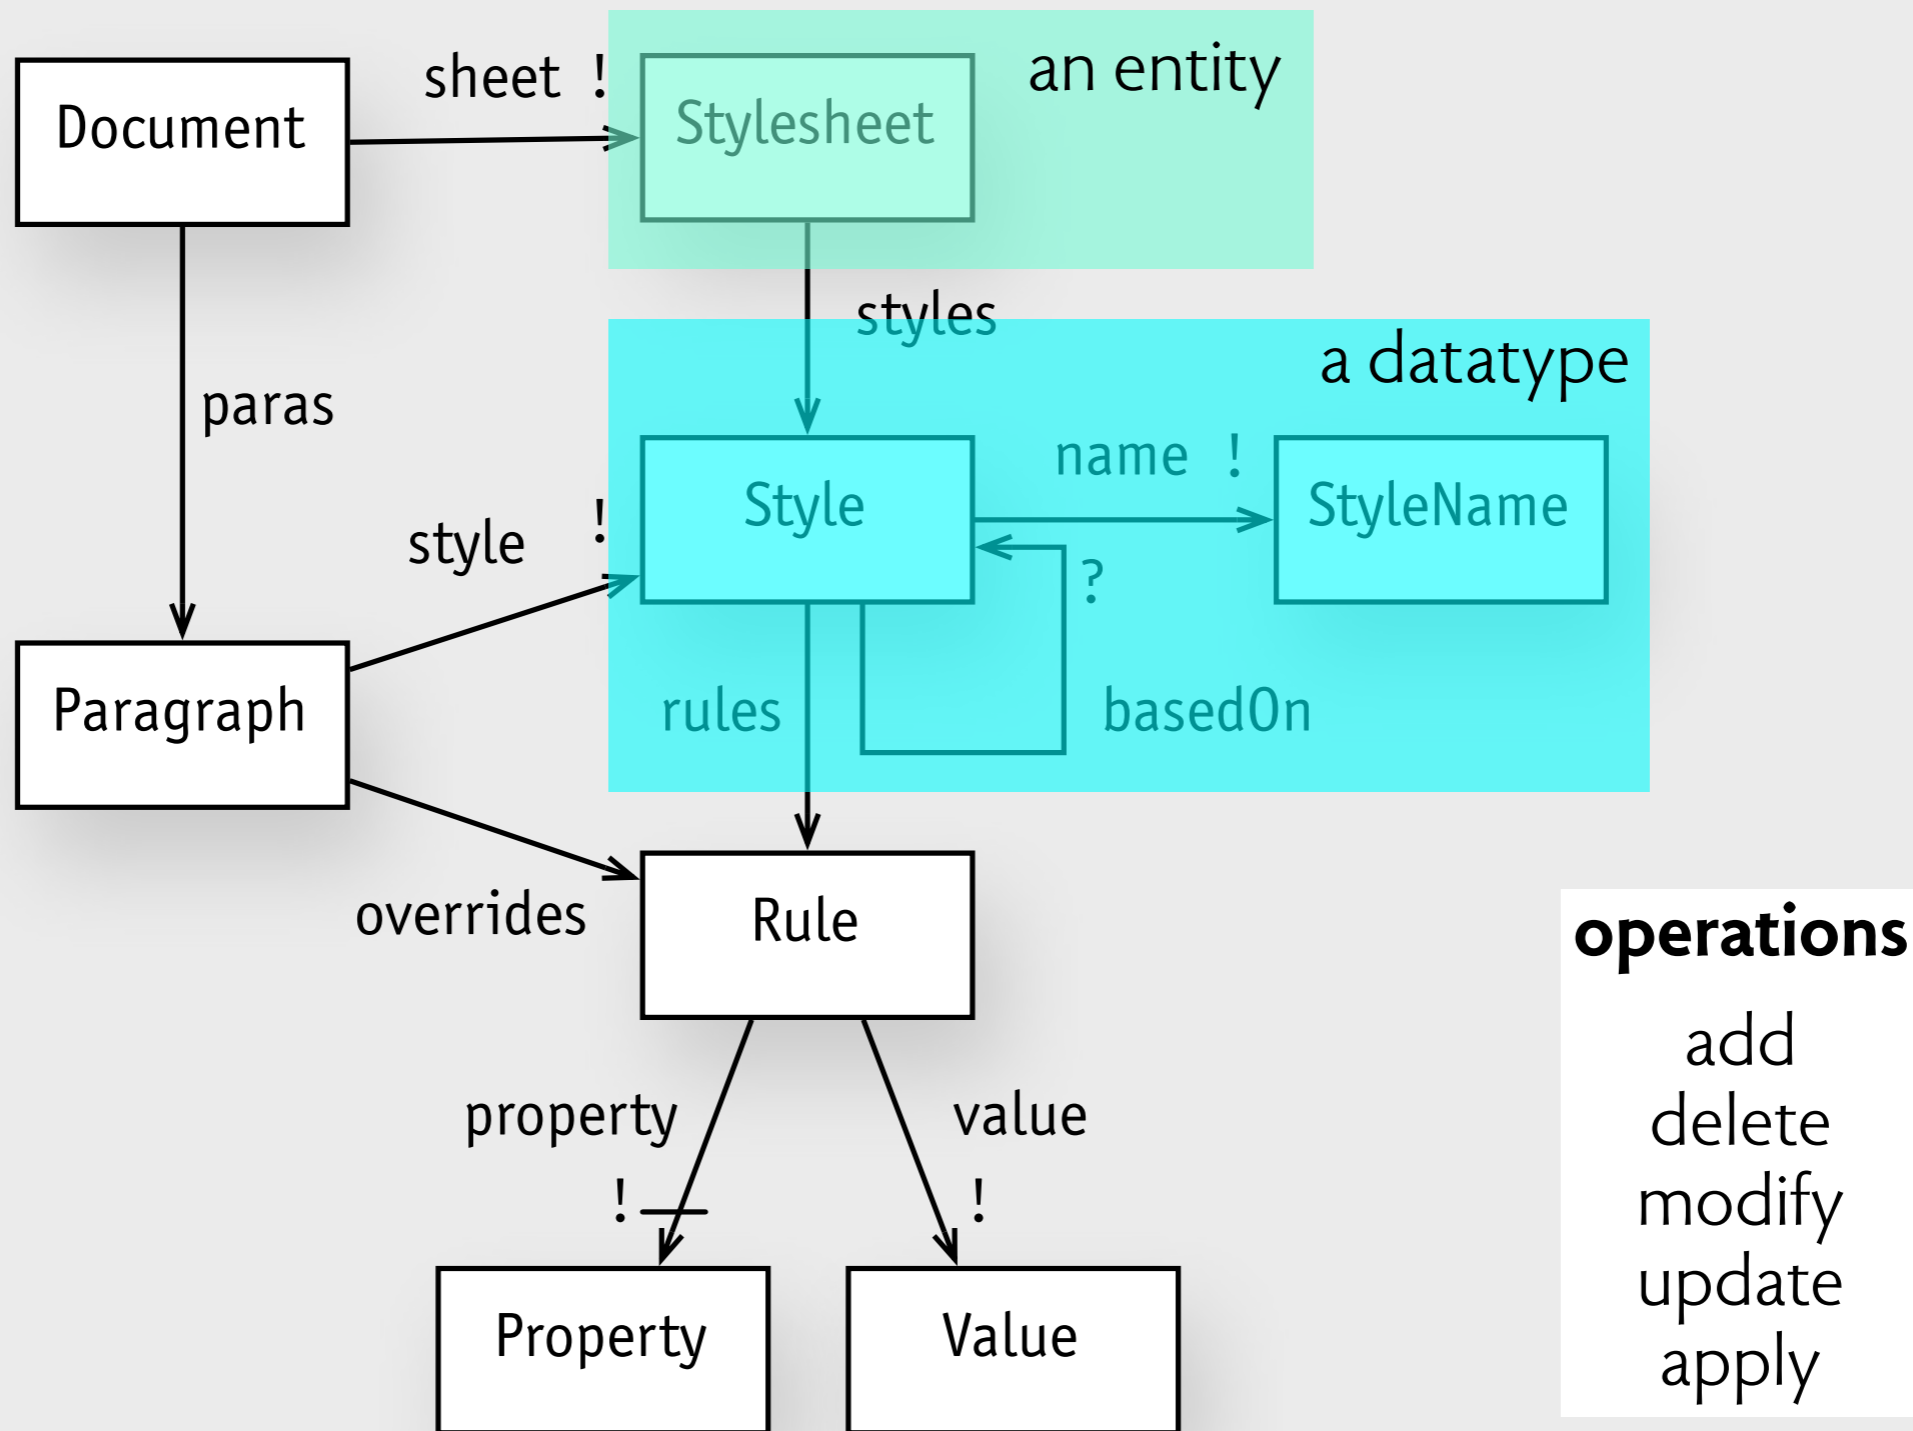 an entity
sheet !
Document
Stylesheet
styles
a datatype
paras
name !
Style
StyleName
style !
?
Paragraph
rules
basedOn
overrides
Rule
operations
add
delete
modify
update
apply
property
value
!
!
Property
Value